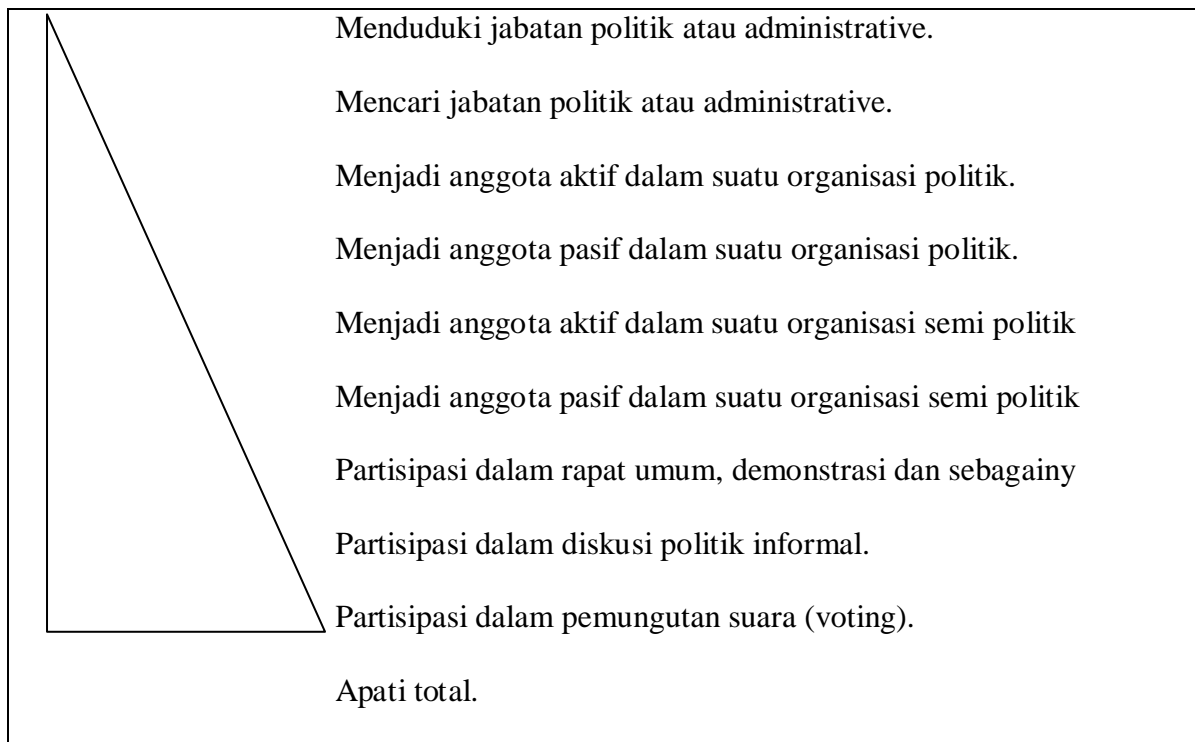 Menduduki jabatan politik atau administrative.
Mencari jabatan politik atau administrative.
Menjadi anggota aktif dalam suatu organisasi politik.
Menjadi anggota pasif dalam suatu organisasi politik.
Menjadi anggota aktif dalam suatu organisasi semi politik
Menjadi anggota pasif dalam suatu organisasi semi politik
Partisipasi dalam rapat umum, demonstrasi dan sebagainy
Partisipasi dalam diskusi politik informal.
Partisipasi dalam pemungutan suara (voting).
Apati total.